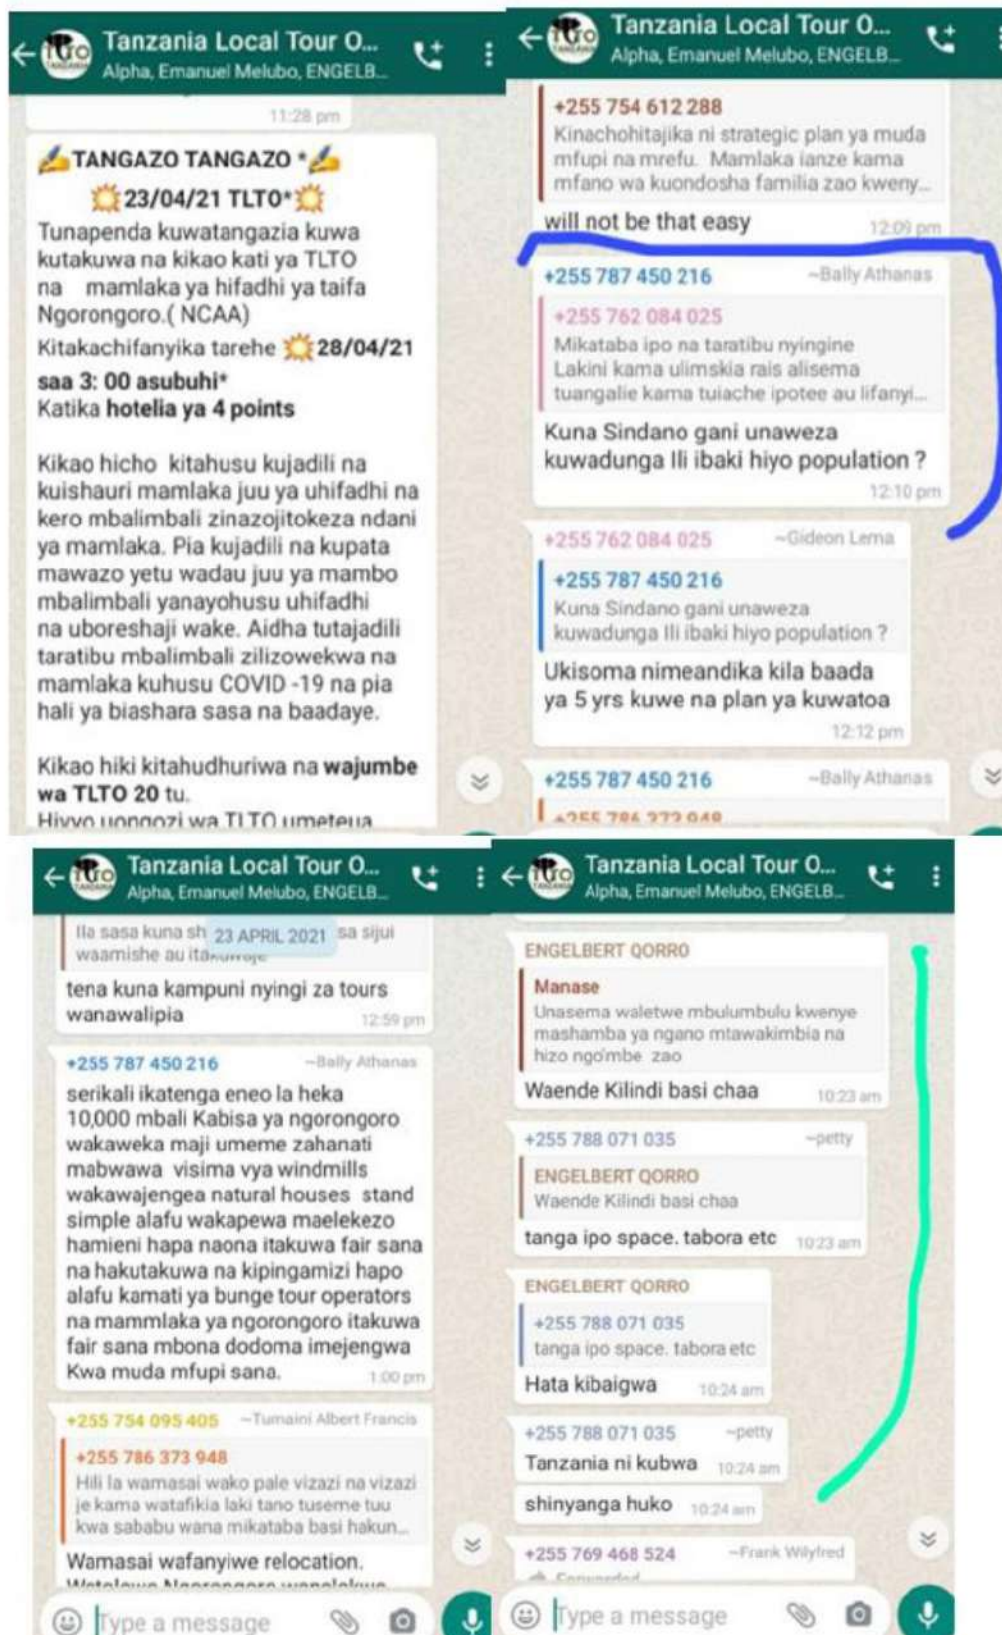 Tanzania Local Tour O...
Alpha, Emanuel Melubo, ENGELB...
11:28 pm
✍️TANGAZO TANGAZO *✍️
💥23/04/21 TLTO*💥
Tunapenda kuwatangazia kuwa
kutakuwa na kikao kati ya TLTO
na mamlaka ya hifadhi ya taifa
Ngorongoro.( NCAA)
Kitakachifanyika tarehe 💥28/04/21
saa 3: 00 asubuhi*
Katika hotelia ya 4 points
Kikao hicho kitahusu kujadili na
kuishauri mamlaka juu ya uhifadhi na
kero mbalimbali zinazojitokeza ndani
ya mamlaka. Pia kujadili na kupata
mawazo yetu wadau juu ya mambo
mbalimbali yanayohusu uhifadhi
na uboreshaji wake. Aidha tutajadili
taratibu mbalimbali zilizowekwa na
mamlaka kuhusu COVID -19 na pia
hali ya biashara sasa na baadaye.
Kikao hiki kitahudhuriwa na wajumbe
wa TLTO 20 tu.
Hivyo uongozi wa TLTO umeteua
Tanzania Local Tour O...
Alpha, Emanuel Melubo, ENGELB...
+255 754 612 288
Kinachohitajika ni strategic plan ya muda
mfupi na mrefu. Mamlaka ianze kama
mfano wa kuondosha familia zao kweny...
will not be that easy
12:09 pm
+255 787 450 216 ~Bally Athanas
+255 762 084 025
Mikataba ipo na taratibu nyingine
Lakini kama ulimskia rais alisema
tuangalie kama tuiache ipotee au lifanyi...
Kuna Sindano gani unaweza
kuwadunga Ili ibaki hiyo population ?
12:10 pm
+255 762 084 025 ~Gideon Lema
+255 787 450 216
Kuna Sindano gani unaweza
kuwadunga Ili ibaki hiyo population ?
Ukisoma nimeandika kila baada
ya 5 yrs kuwe na plan ya kuwatoa
12:12 pm
+255 787 450 216 ~Bally Athanas
+255 786 373 948
Tanzania Local Tour O...
Alpha, Emanuel Melubo, ENGELB...
Ila sasa kuna sh 23 APRIL 2021 sa sijui
waamishe au
tena kuna kampuni nyingi za tours
wanawalipia
12:59 pm
+255 787 450 216 ~Bally Athanas
serikali ikatenga eneo la heka
10,000 mbali Kabisa ya ngorongoro
wakaweka maji umeme zahanati
mabwawa visima vya windmills
wakawajengea natural houses stand
simple alafu wakapewa maelekezo
hamieni hapa naona itakuwa fair sana
na hakutakuwa na kipingamizi hapo
alafu kamati ya bunge tour operators
na mammlaka ya ngorongoro itakuwa
fair sana mbona dodoma imejengwa
Kwa muda mfupi sana.
1:00 pm
+255 754 095 405 ~Tumaini Albert Francis
+255 786 373 948
Hili la wamasai wako pale vizazi na vizazi
je kama watafikia laki tano tuseme tuu
kwa sababu wana mikataba basi hakun...
Wamasai wafanyiwe relocation.
Type a message
Tanzania Local Tour O...
Alpha, Emanuel Melubo, ENGELB...
ENGELBERT QORRO
Manase
Unasema waletwe mbulumbulu kwenye
mashamba ya ngano mtawakimbia na
hizo ngo'mbe zao
Waende Kilindi basi chaa
10:23 am
+255 788 071 035 ~petty
ENGELBERT QORRO
Waende Kilindi basi chaa
tanga ipo space. tabora etc
10:23 am
ENGELBERT QORRO
+255 788 071 035
tanga ipo space. tabora etc
Hata kibaigwa
10:24 am
+255 788 071 035 ~petty
Tanzania ni kubwa
10:24 am
shinyanga huko
10:24 am
+255 769 468 524 ~Frank Wilyfred
Forwarded
Type a message